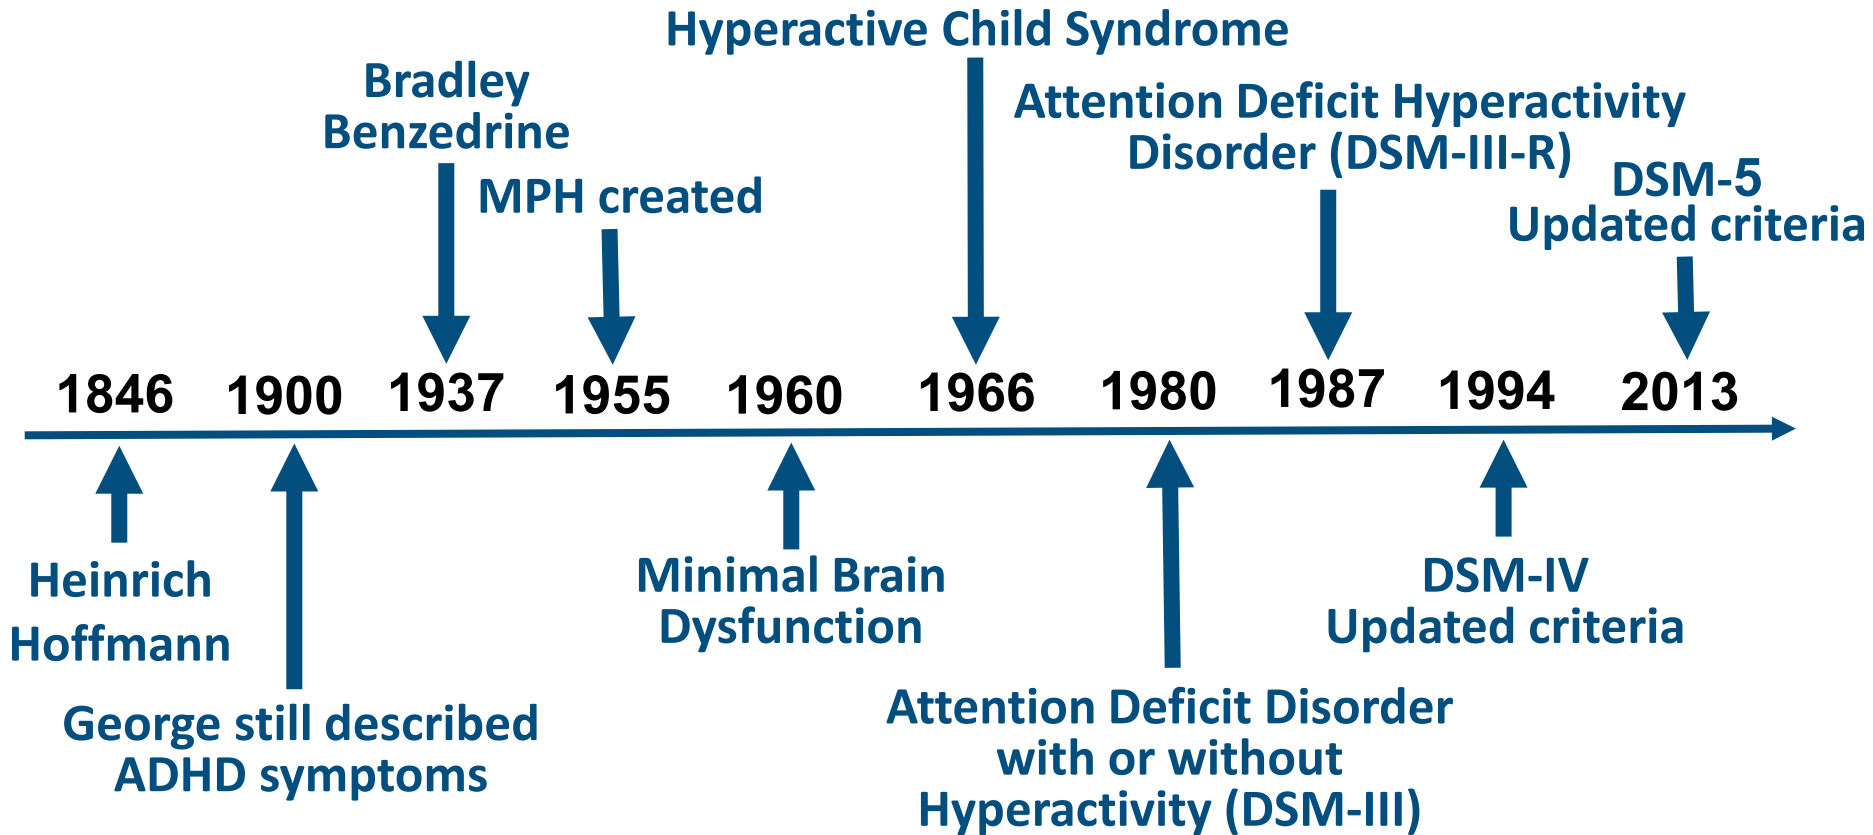 Hyperactive Child Syndrome
Bradley
Benzedrine
Attention Deficit Hyperactivity
Disorder (DSM-III-R)
MPH created
DSM-5
Updated criteria
1846 1900 1937 1955 1960 1966 1980 1987 1994 2013
Heinrich
Hoffmann
George still described
ADHD symptoms
Minimal Brain
Dysfunction
Attention Deficit Disorder
with or without
Hyperactivity (DSM-III)
DSM-IV
Updated criteria